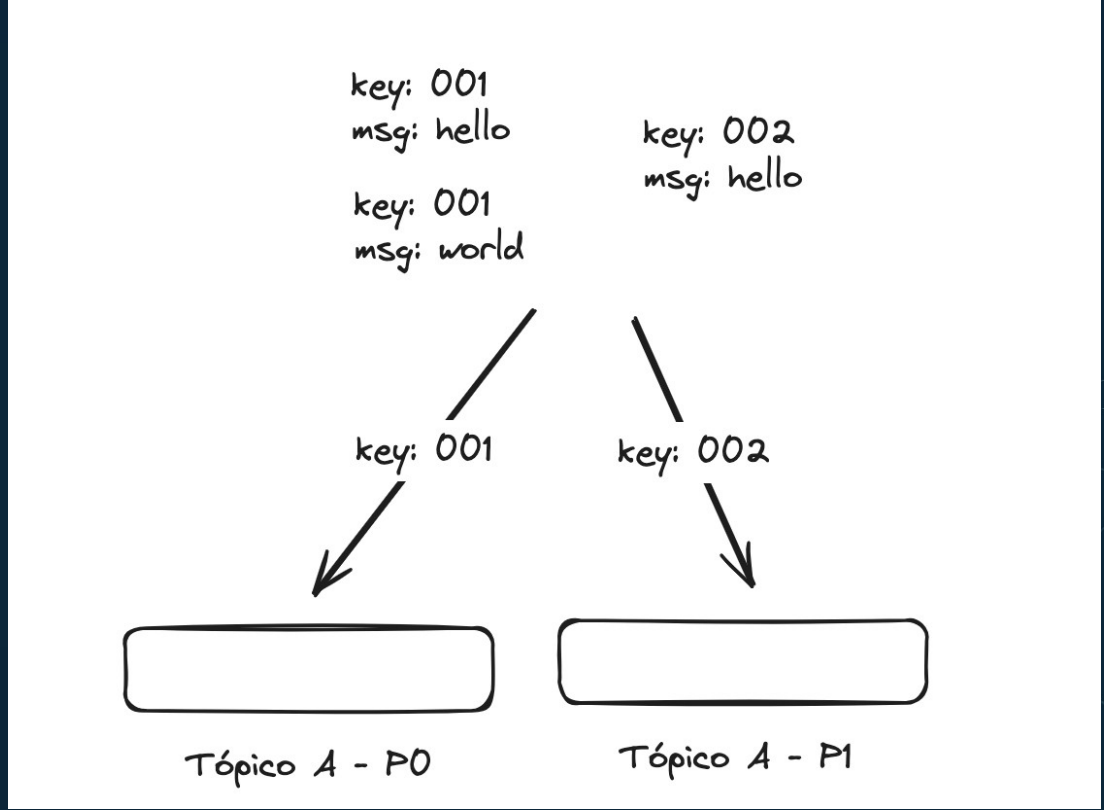 key: 001
msg: hello
key: 001
msg: world
key: 002
msg: hello
key: 001
key: 002
Tópico A - P0
Tópico A - P1